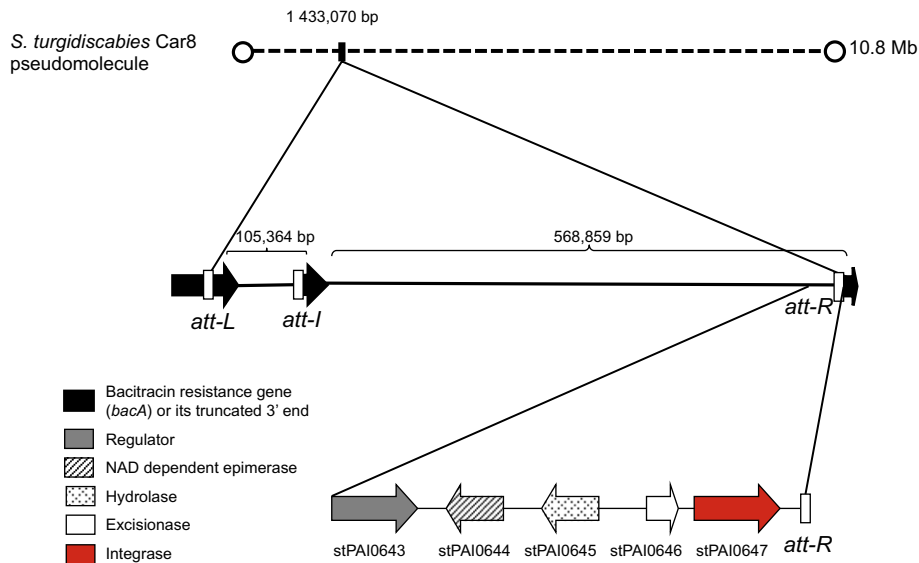 1 433,070 bp
S. turgidiscabies Car8
pseudomolecule
10.8 Mb
105,364 bp
568,859 bp
att-L
att-I
att-R
Bacitracin resistance gene
(bacA) or its truncated 3' end
Regulator
NAD dependent epimerase
Hydrolase
Excisionase
Integrase
stPAI0643
stPAI0644
stPAI0645
stPAI0646
stPAI0647
att-R